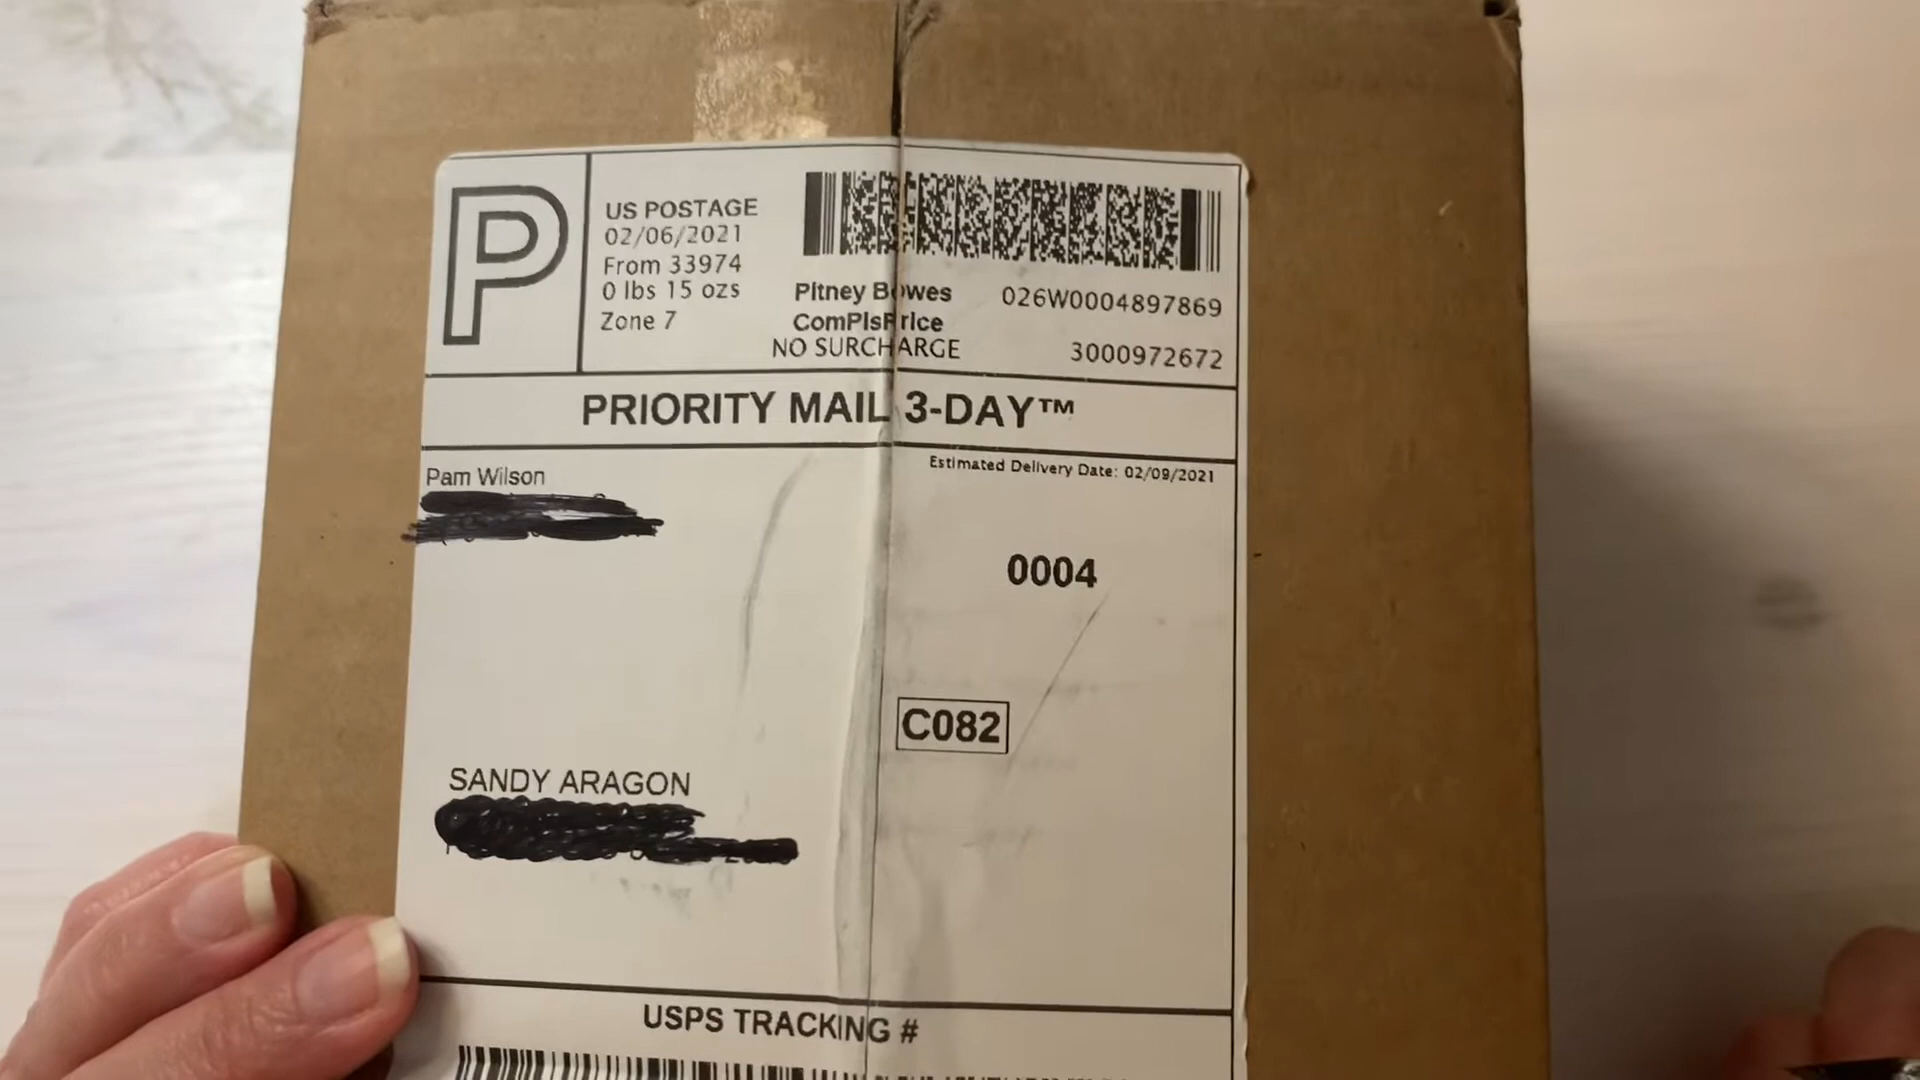 P
US POSTAGE
02/06/2021
From 33974
0 lbs 15 ozs
Zone 7
Pitney Bowes
ComPlsPrice
NO SURCHARGE
026W0004897869
3000972672
PRIORITY MAIL 3-DAY™
Pam Wilson
Estimated Delivery Date: 02/09/2021
0004
C082
SANDY ARAGON
USPS TRACKING #